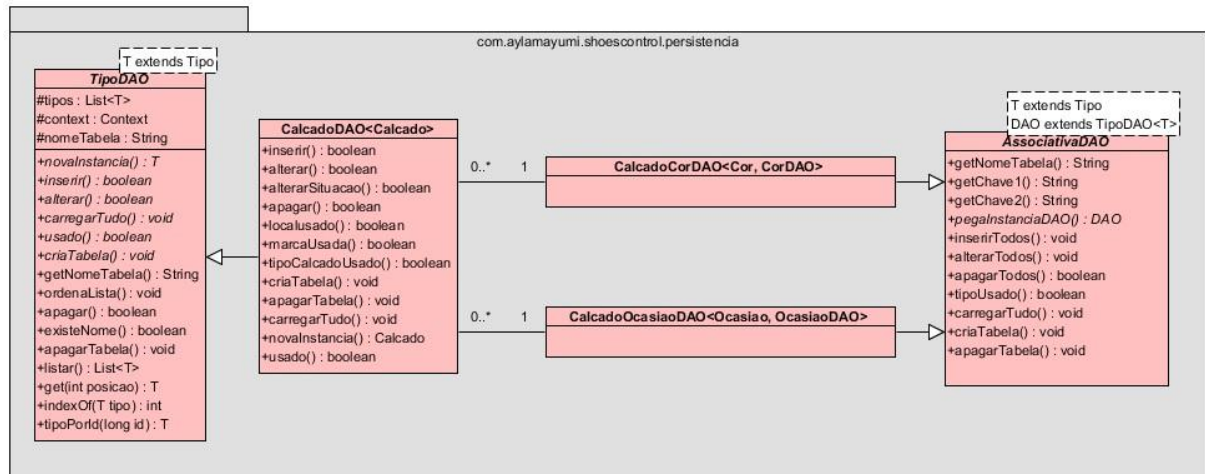 com.aylamayumi.shoescontrol.persistencia
T extends Tipo
TipoDAO
#tipos : List<T>
#context : Context
#nomeTabela : String
+novaInstancia() : T
+inserir() : boolean
+alterar() : boolean
+carregarTudo() : void
+usado() : boolean
+criaTabela() : void
+getNomeTabela() : String
+ordenaLista() : void
+apagar() : boolean
+existeNome() : boolean
+apagarTabela() : void
+listar() : List<T>
+get(int posicao) : T
+indexOf(T tipo) : int
+tipoPorId(long id) : T
CalcadoDAO<Calcado>
+inserir() : boolean
+alterar() : boolean
+alterarSituacao() : boolean
+apagar() : boolean
+localusado() : boolean
+marcaUsada() : boolean
+tipoCalcadoUsado() : boolean
+criaTabela() : void
+apagarTabela() : void
+carregarTudo() : void
+novaInstancia() : Calcado
+usado() : boolean
0..* 1
CalcadoCorDAO<Cor, CorDAO>
0..* 1
CalcadoOcasiaoDAO<Ocasiao, OcasiaoDAO>
T extends Tipo
DAO extends TipoDAO<T>
AssociativaDAO
+getNomeTabela() : String
+getChave1() : String
+getChave2() : String
+pegaInstanciaDAO() : DAO
+inserirTodos() : void
+alterarTodos() : void
+apagarTodos() : boolean
+tipoUsado() : boolean
+carregarTudo() : void
+criaTabela() : void
+apagarTabela() : void